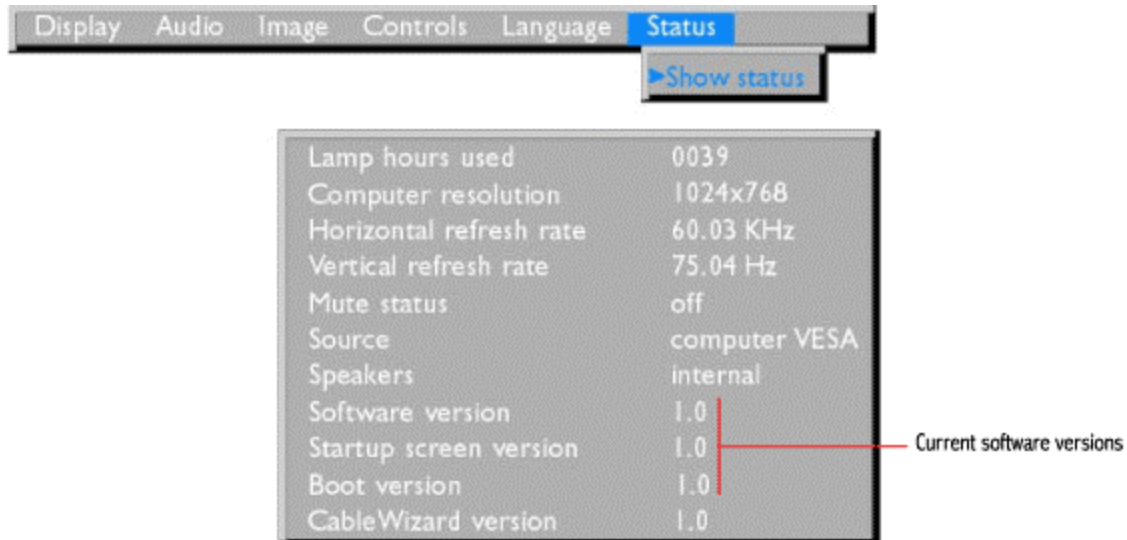 Display Audio Image Controls Language Status
Show status
Lamp hours used 0039
Computer resolution 1024x768
Horizontal refresh rate 60.03 KHz
Vertical refresh rate 75.04 Hz
Mute status off
Source computer VESA
Speakers internal
Software version 1.0
Startup screen version 1.0 Current software versions
Boot version 1.0
CableWizard version 1.0